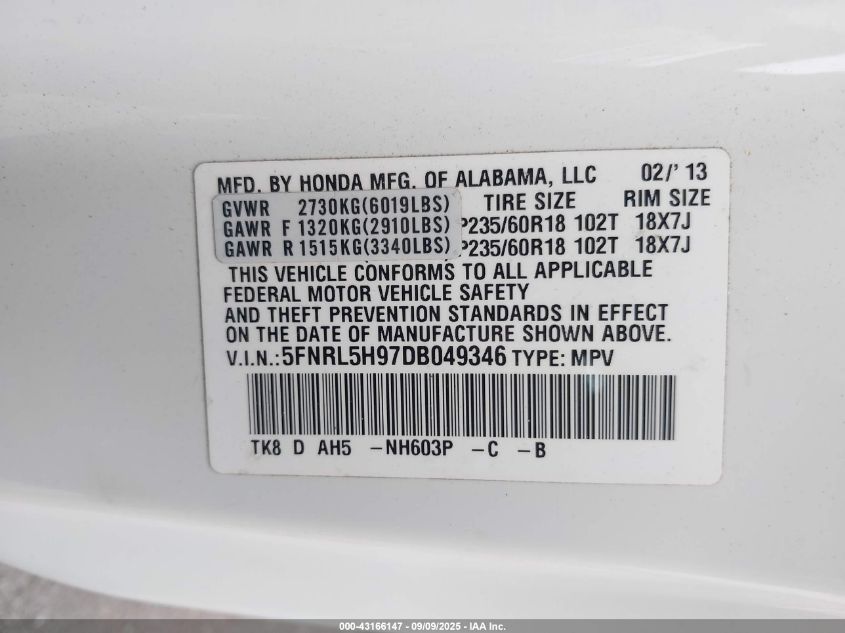 MFD. BY HONDA MFG. OF ALABAMA, LLC 02/' 13
GVWR 2730KG(6019LBS) TIRE SIZE RIM SIZE
GAWR F 1320KG(2910LBS) P235/60R18 102T 18X7J
GAWR R 1515KG(3340LBS) P235/60R18 102T 18X7J
THIS VEHICLE CONFORMS TO ALL APPLICABLE
FEDERAL MOTOR VEHICLE SAFETY
AND THEFT PREVENTION STANDARDS IN EFFECT
ON THE DATE OF MANUFACTURE SHOWN ABOVE.
V.I.N.:5FNRL5H97DB049346 TYPE: MPV
TK8 D AH5 -NH603P -C -B
000-43166147 - 09/09/2025 - IAA Inc.